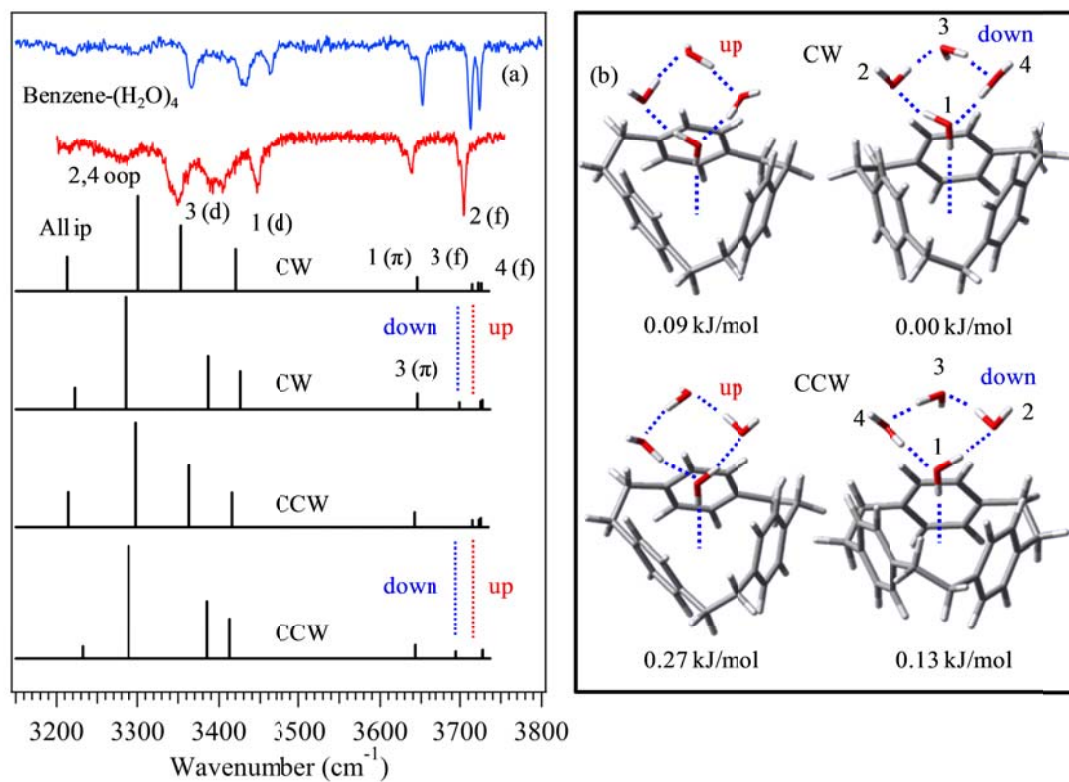 (a)
Benzene-(H2O)4
2,4 oop
3 (d)
1 (d)
2 (f)
All ip
CW
1 (π)
3 (f)
4 (f)
down
up
CW
3 (π)
CCW
down
up
CCW
3200 3300 3400 3500 3600 3700 3800
Wavenumber (cm-1)
(b)
up
CW
3
down
2
4
1
0.09 kJ/mol
0.00 kJ/mol
up
CCW
3
down
4
2
1
0.27 kJ/mol
0.13 kJ/mol